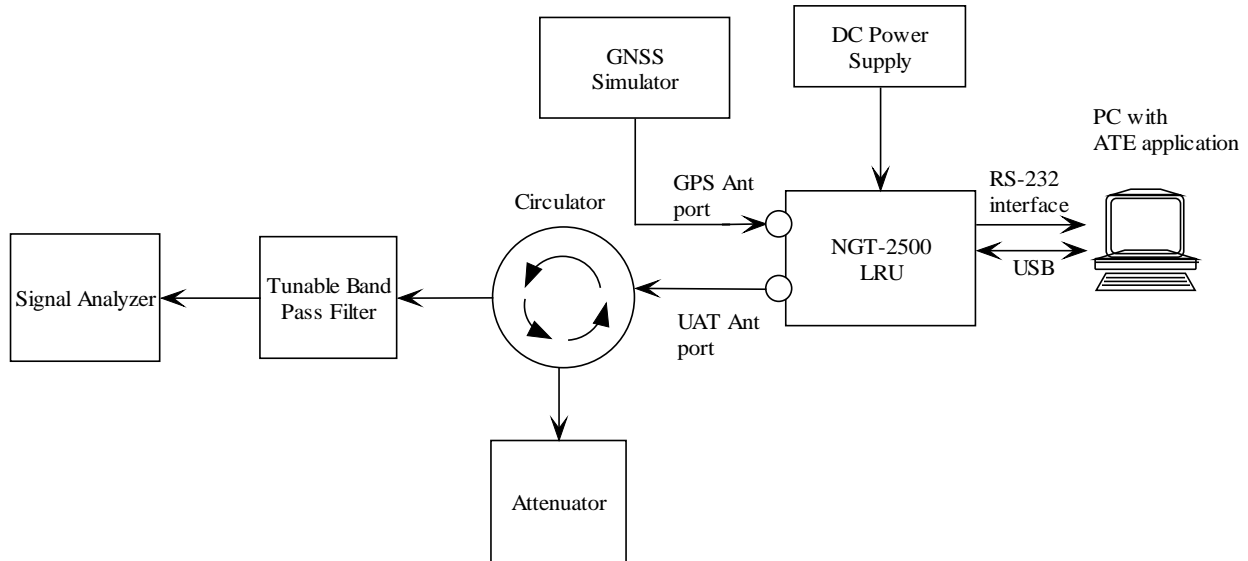 GNSS
Simulator
DC Power
Supply
PC with
ATE application
GPS Ant
port
RS-232
interface
Circulator
NGT-2500
LRU
USB
Signal Analyzer
Tunable Band
Pass Filter
UAT Ant
port
Attenuator